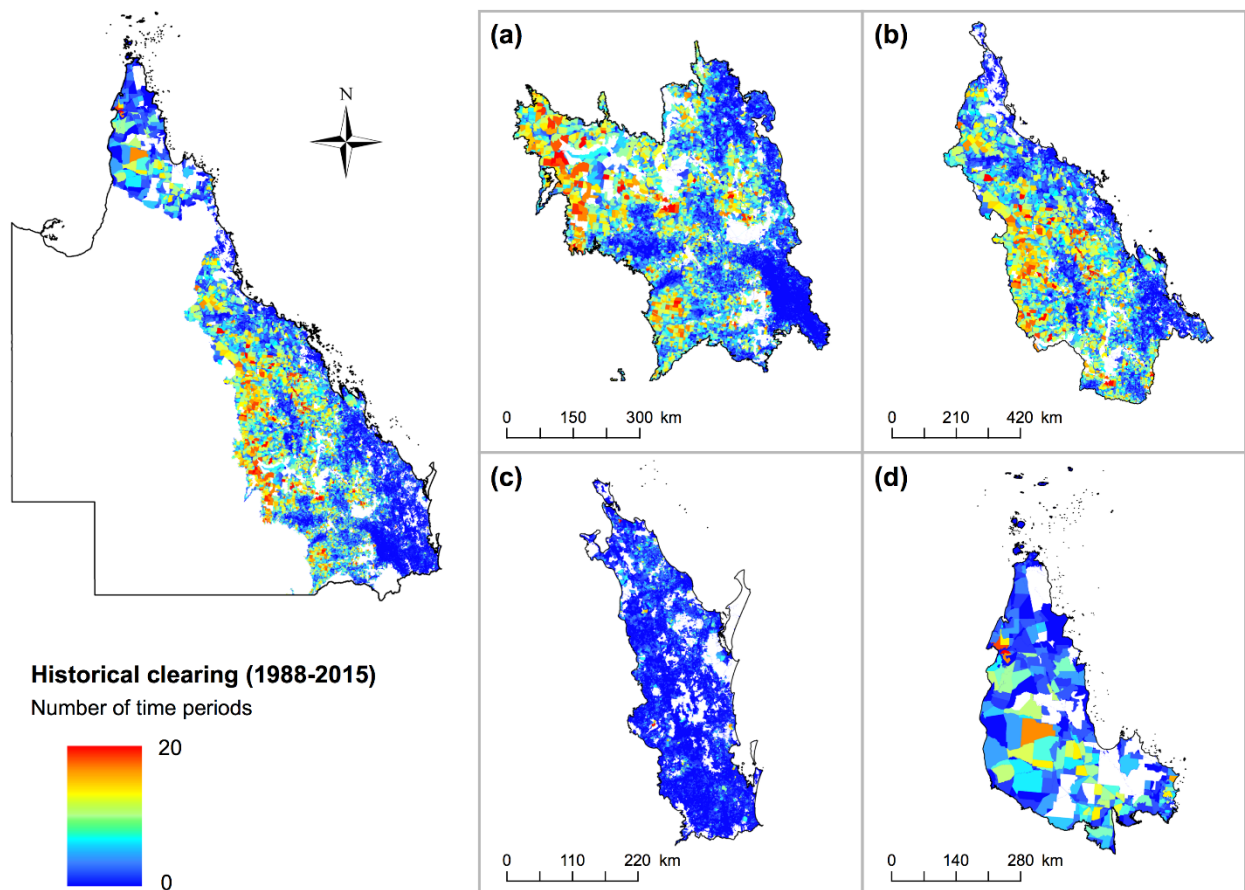 N
Historical clearing (1988-2015)
Number of time periods
20
0
(a)
0 150 300 km
(b)
0 210 420 km
(c)
0 110 220 km
(d)
0 140 280 km